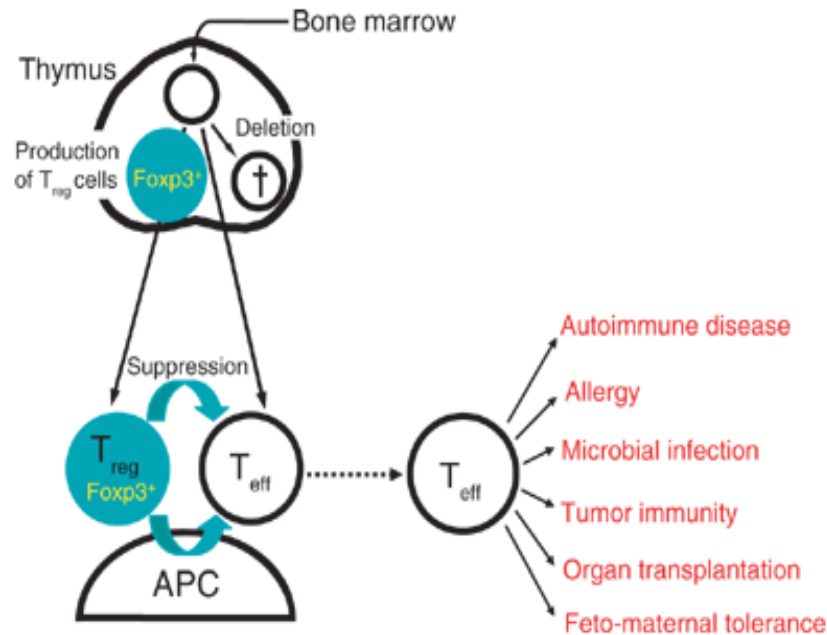 Bone marrow
Thymus
Deletion
Production
of Treg cells
Foxp3+
†
Suppression
Treg
Foxp3+
Teff
APC
Teff
Autoimmune disease
Allergy
Microbial infection
Tumor immunity
Organ transplantation
Feto-maternal tolerance